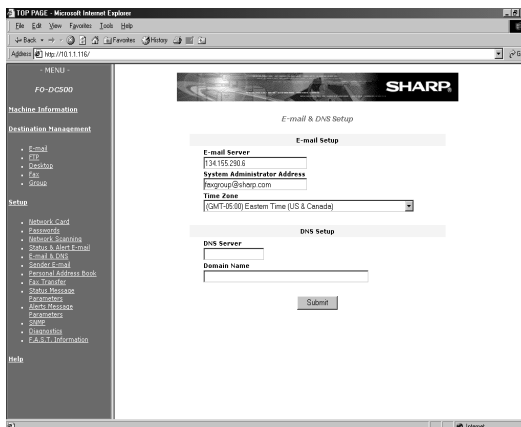 TOP PAGE - Microsoft Internet Explorer
File Edit View Favorites Tools Help
Back Favorites History
Address http://10.1.1.116/
- MENU -
FO-DC500
Machine Information
Destination Management
E-mail
FTP
Desktop
Fax
Group
Setup
Network Card
Passwords
Network Scanning
Status & Alert E-mail
E-mail & DNS
Sender E-mail
Personal Address Book
Fax Transfer
Status Message
Parameters
Alerts Message
Parameters
SNMP
Diagnostics
F.A.S.T. Information
Help
SHARP
E-mail & DNS Setup
E-mail Setup
E-mail Server
134.155.290.6
System Administrator Address
faxgroup@sharp.com
Time Zone
(GMT-05:00) Eastern Time (US & Canada)
DNS Setup
DNS Server
Domain Name
Submit
Internet